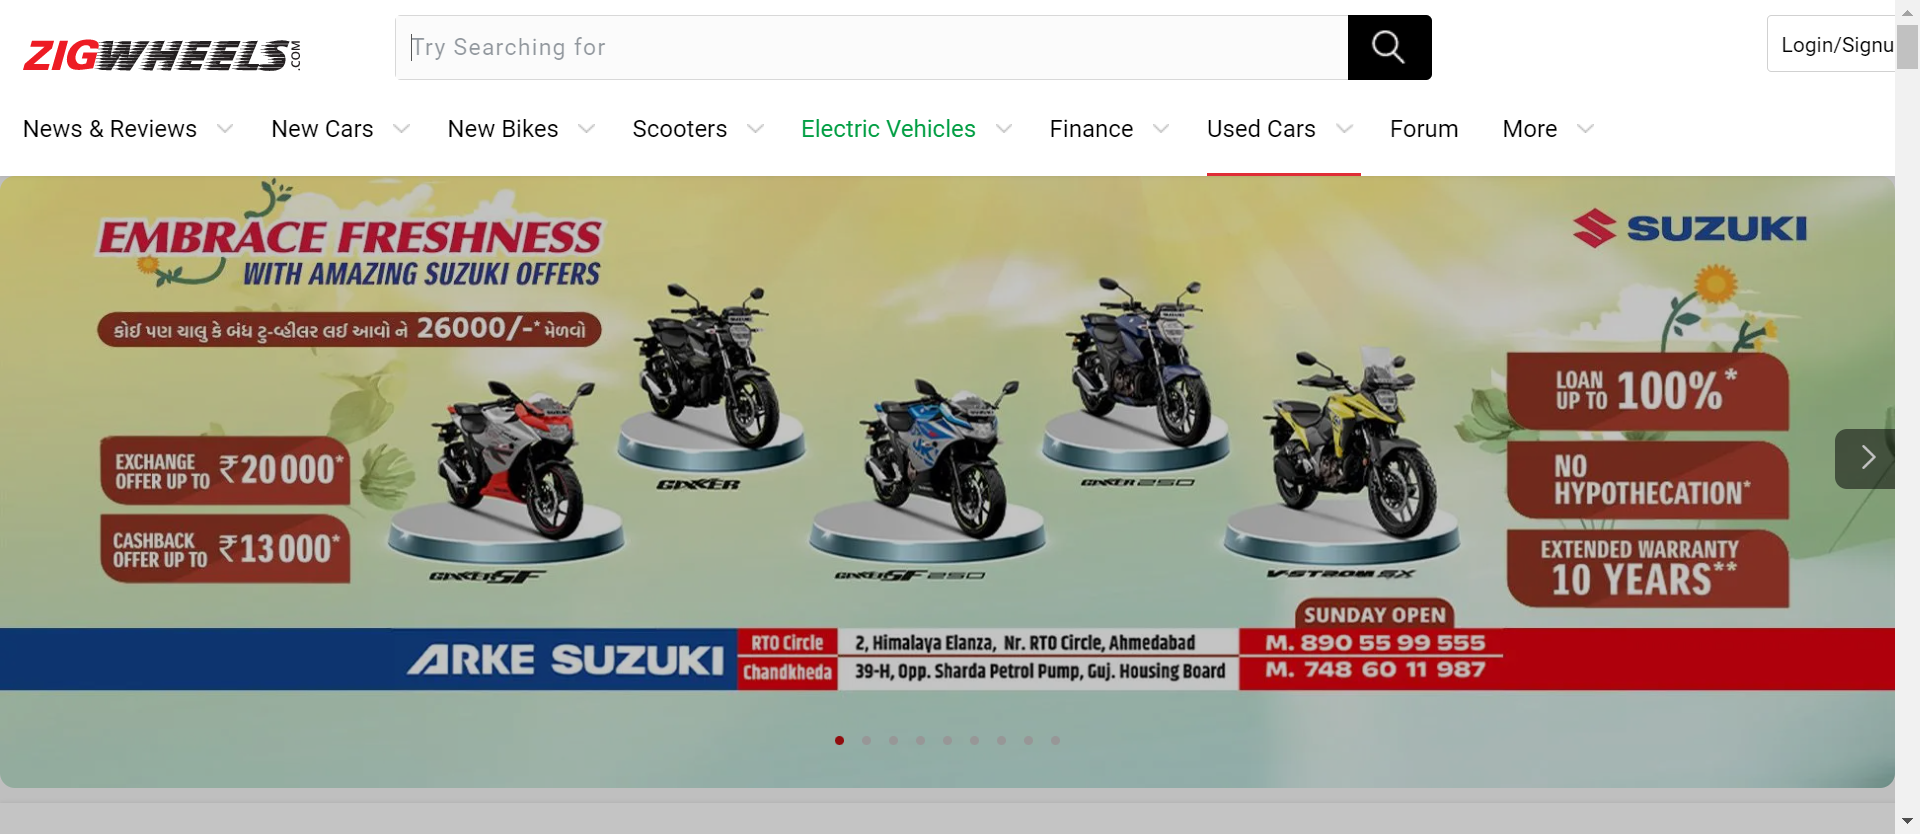 ZIGWHEELS.COM
Try Searching for
Login/Signu
News & Reviews
New Cars
New Bikes
Scooters
Electric Vehicles
Finance
Used Cars
Forum
More
EMBRACE FRESHNESS
WITH AMAZING SUZUKI OFFERS
SUZUKI
કોઈ પણ ચાલુ કે બંધ ટુ-વ્હીલર લઈ આવો ને 26000/-* મેળવો
EXCHANGE
OFFER UP TO ₹20000*
CASHBACK
OFFER UP TO ₹13000*
SUZUKI
GIXXER SF
GIXXER
SUZUKI
GIXXER SF 250
GIXXER 250
V-STROM SX
LOAN
UP TO 100%*
NO
HYPOTHECATION*
EXTENDED WARRANTY
10 YEARS**
SUNDAY OPEN
ARKE SUZUKI
RTO Circle
2, Himalaya Elanza, Nr. RTO Circle, Ahmedabad
M. 890 55 99 555
Chandkheda
39-H, Opp. Sharda Petrol Pump, Guj. Housing Board
M. 748 60 11 987